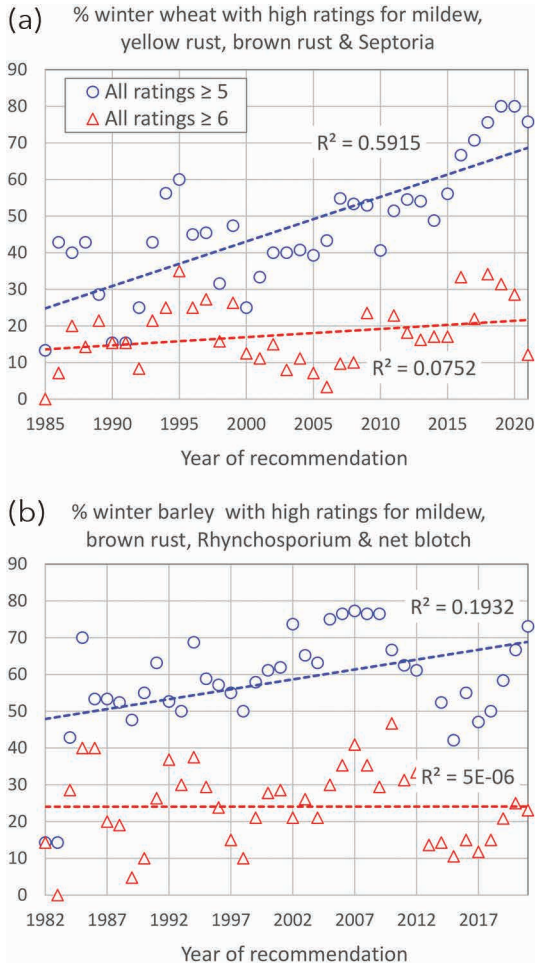 (a) % winter wheat with high ratings for mildew,
yellow rust, brown rust & Septoria
90
80
70
60
50
40
30
20
10
0
All ratings ≥ 5
All ratings ≥ 6
R² = 0.5915
R² = 0.0752
1985 1990 1995 2000 2005 2010 2015 2020
Year of recommendation
(b) % winter barley with high ratings for mildew,
brown rust, Rhynchosporium & net blotch
90
80
70
60
50
40
30
20
10
0
R² = 0.1932
R² = 5E-06
1982 1987 1992 1997 2002 2007 2012 2017
Year of recommendation